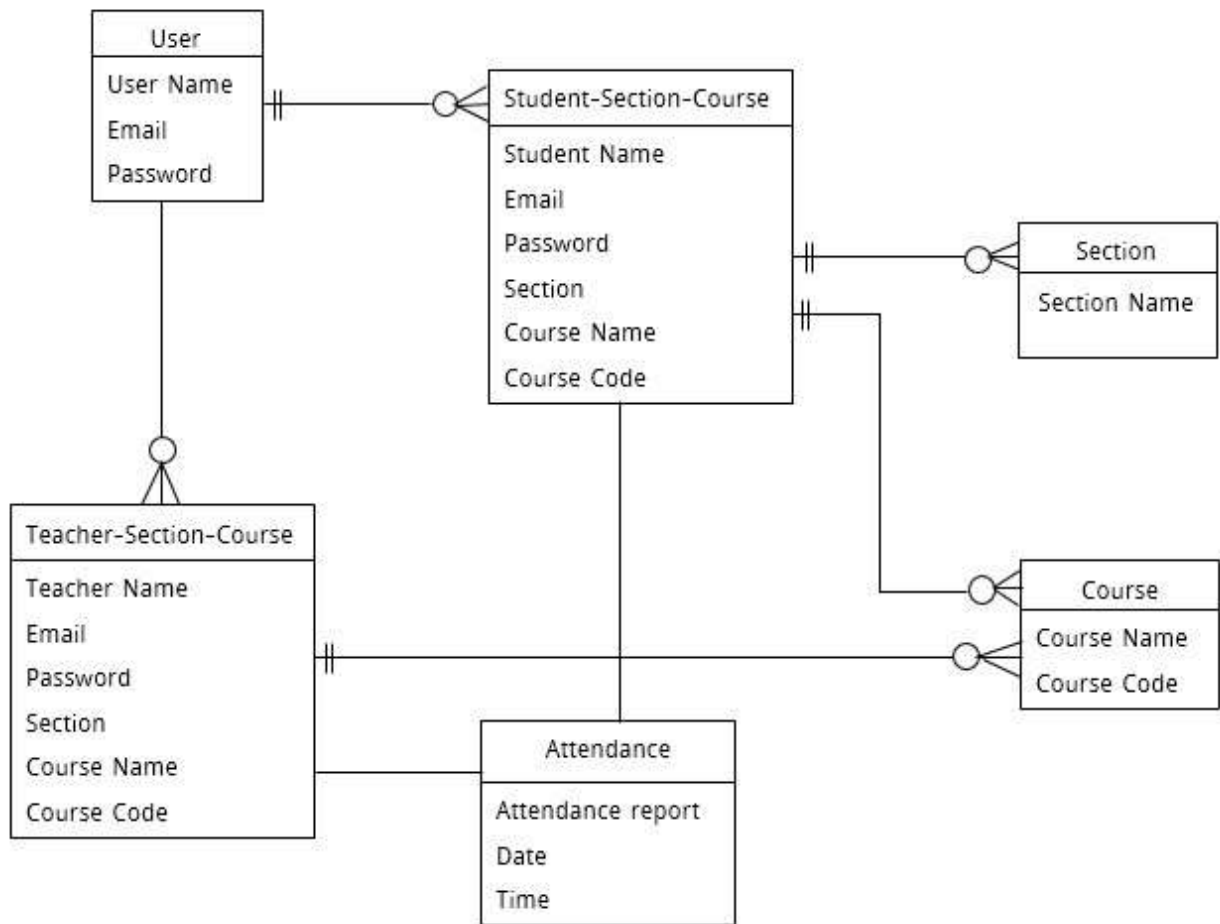 User
User Name
Email
Password
Student-Section-Course
Student Name
Email
Password
Section
Course Name
Course Code
Section
Section Name
Teacher-Section-Course
Teacher Name
Email
Password
Section
Course Name
Course Code
Course
Course Name
Course Code
Attendance
Attendance report
Date
Time